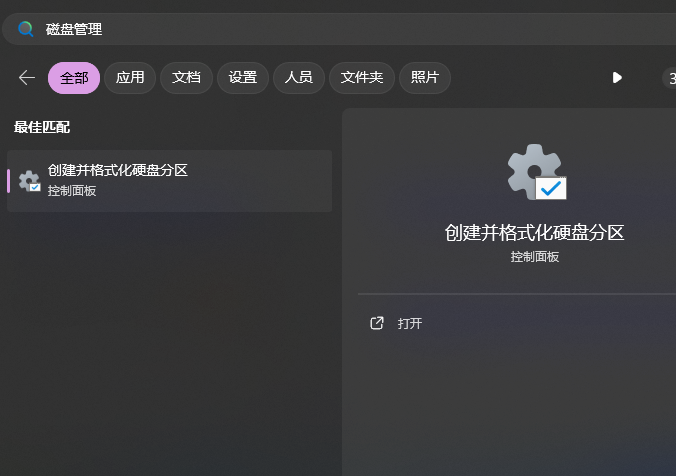 磁盘管理
全部 应用 文档 设置 人员 文件夹 照片 3
最佳匹配
创建并格式化硬盘分区
控制面板
创建并格式化硬盘分区
控制面板
打开